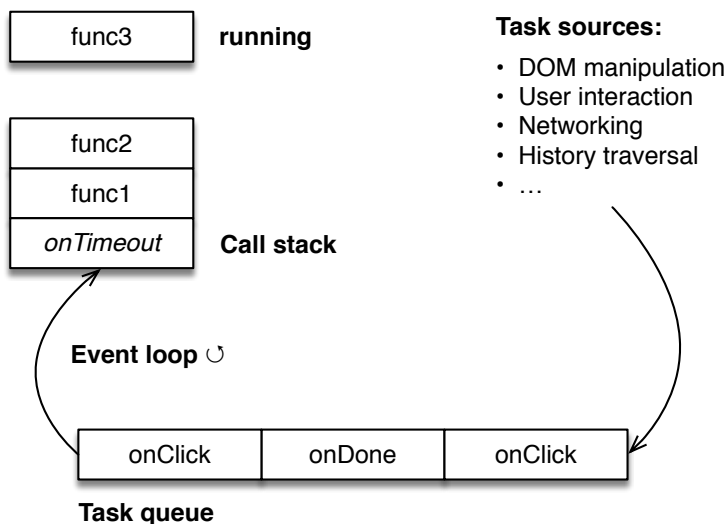 func3
running
Task sources:
• DOM manipulation
• User interaction
• Networking
• History traversal
• …
func2
func1
onTimeout
Call stack
Event loop ↺
onClick
onDone
onClick
Task queue